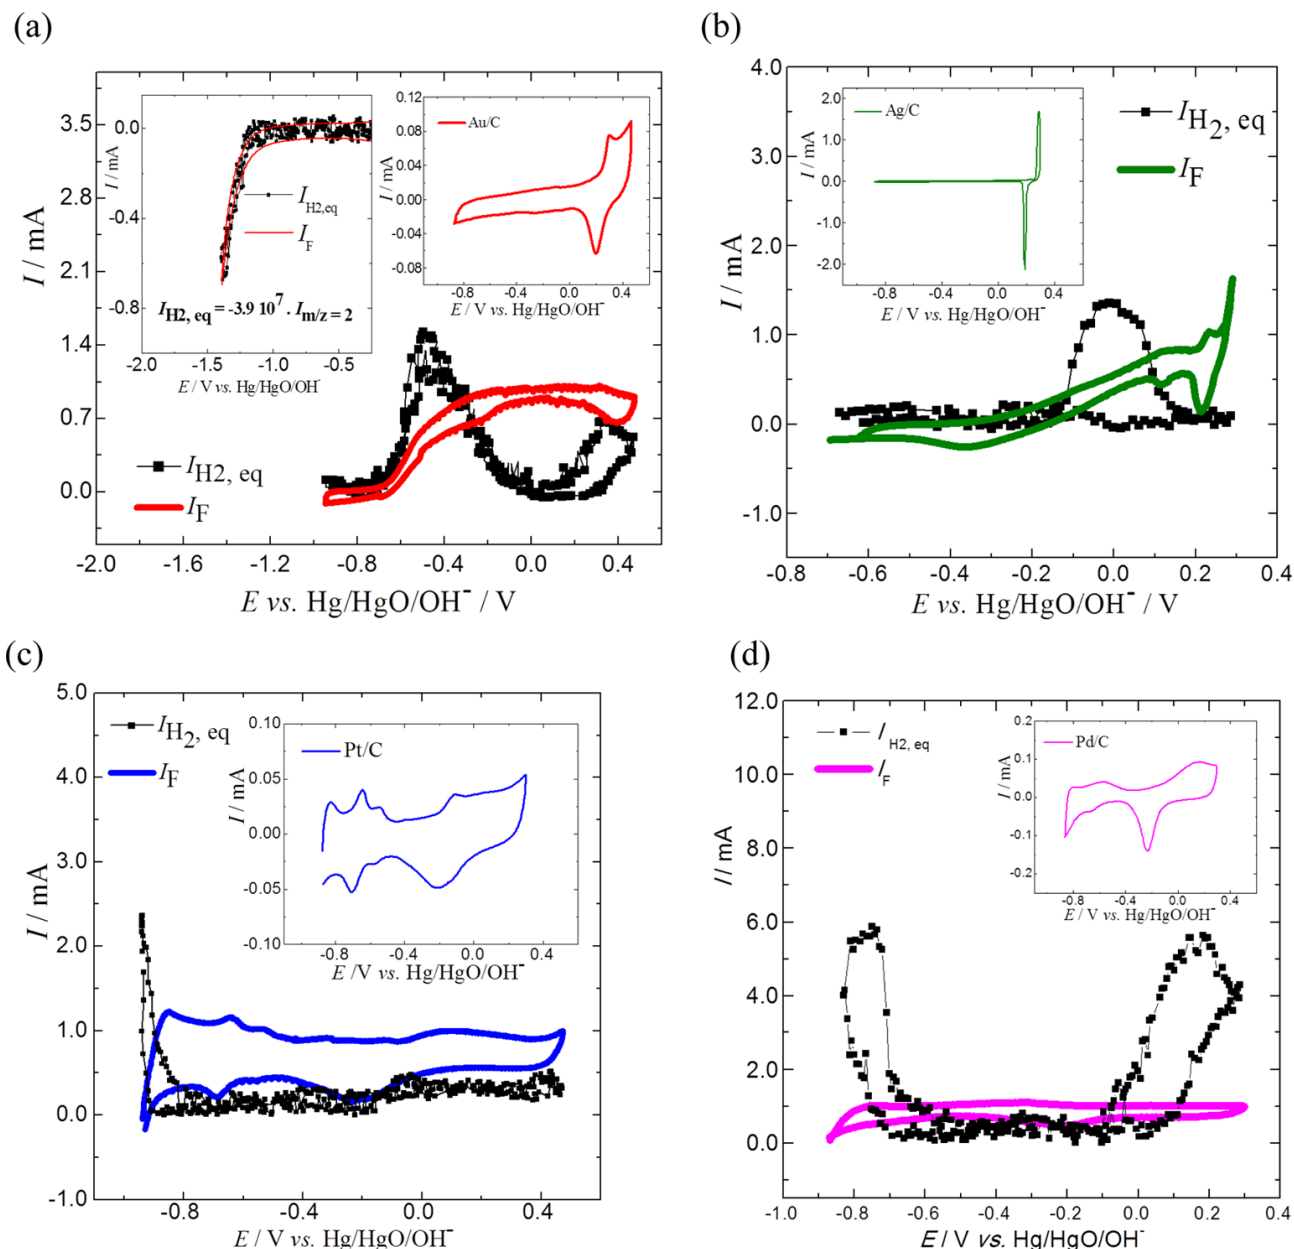 (a)
3.5
2.8
2.1
1.4
0.7
0.0
I / mA
-2.0 -1.6 -1.2 -0.8 -0.4 0.0 0.4
E vs. Hg/HgO/OH⁻ / V
I H2, eq
I F
0.0
-0.4
-0.8
I / mA
I H2,eq
I F
I H2, eq = -3.9 10⁷ . I m/z = 2
-2.0 -1.5 -1.0 -0.5
E / V vs. Hg/HgO/OH⁻
0.12
0.08
0.04
0.00
-0.04
-0.08
I / mA
Au/C
-0.8 -0.4 0.0 0.4
E / V vs. Hg/HgO/OH⁻
(b)
4.0
3.0
2.0
1.0
0.0
-1.0
I / mA
-0.8 -0.6 -0.4 -0.2 0.0 0.2 0.4
E vs. Hg/HgO/OH⁻ / V
I H2, eq
I F
2.0
1.0
0.0
-1.0
-2.0
I / mA
Ag/C
-0.8 -0.4 0.0 0.4
E / V vs. Hg/HgO/OH⁻
(c)
5.0
4.0
3.0
2.0
1.0
0.0
-1.0
I / mA
-0.8 -0.4 0.0 0.4
E / V vs. Hg/HgO/OH⁻
I H2, eq
I F
0.10
0.05
0.00
-0.05
-0.10
I / mA
Pt/C
-0.8 -0.4 0.0 0.4
E /V vs. Hg/HgO/OH⁻
(d)
12.0
10.0
8.0
6.0
4.0
2.0
0.0
I / mA
-1.0 -0.8 -0.6 -0.4 -0.2 0.0 0.2 0.4
E / V vs. Hg/HgO/OH⁻
I H2, eq
I F
0.2
0.1
0.0
-0.1
-0.2
I / mA
Pd/C
-0.8 -0.4 0.0 0.4
E / V vs. Hg/HgO/OH⁻